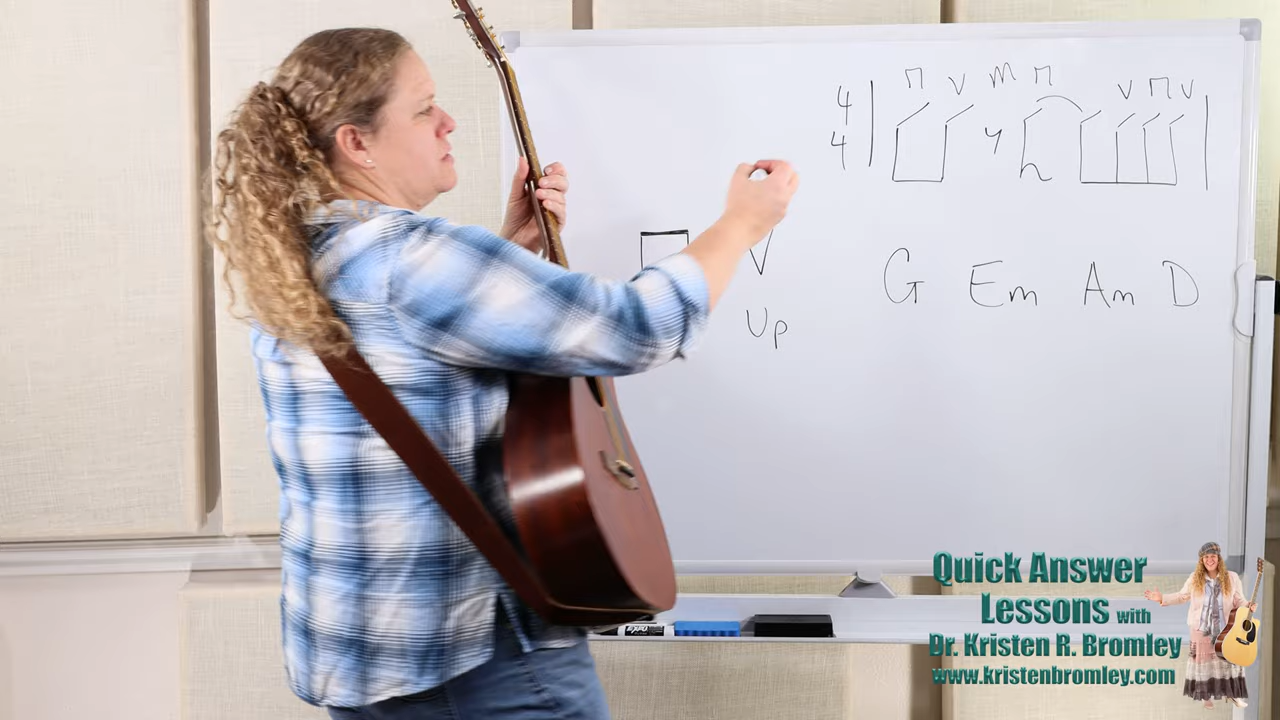 4
4
V
Up
G Em Am D
Quick Answer
Lessons with
Dr. Kristen R. Bromley
www.kristenbromley.com